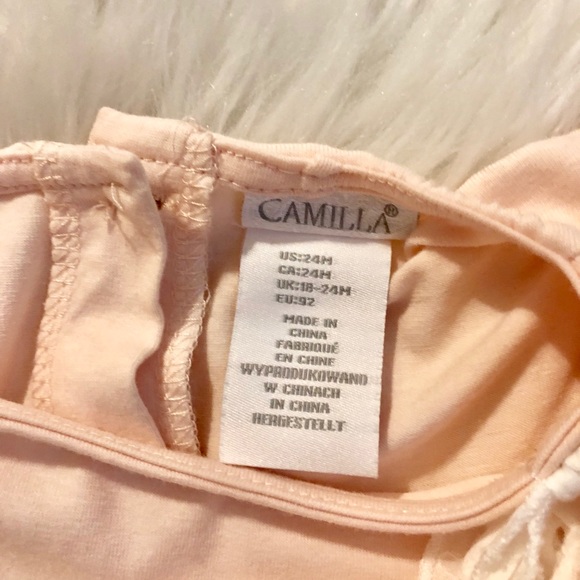 CAMILLA®
US:24M
CA:24M
UK:18-24M
EU:92
MADE IN
CHINA
FABRIQUÉ
EN CHINE
WYPRODUKOWANO
W CHINACH
IN CHINA
HERGESTELLT